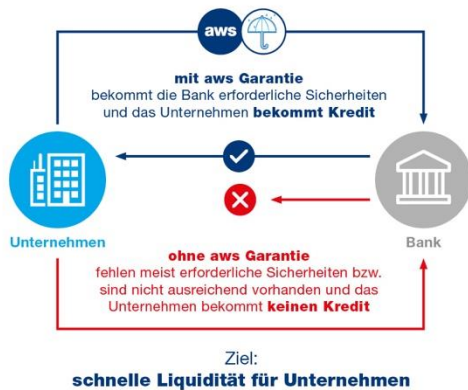 aws
mit aws Garantie
bekommt die Bank erforderliche Sicherheiten
und das Unternehmen bekommt Kredit
Unternehmen
Bank
ohne aws Garantie
fehlen meist erforderliche Sicherheiten bzw.
sind nicht ausreichend vorhanden und das
Unternehmen bekommt keinen Kredit
Ziel:
schnelle Liquidität für Unternehmen